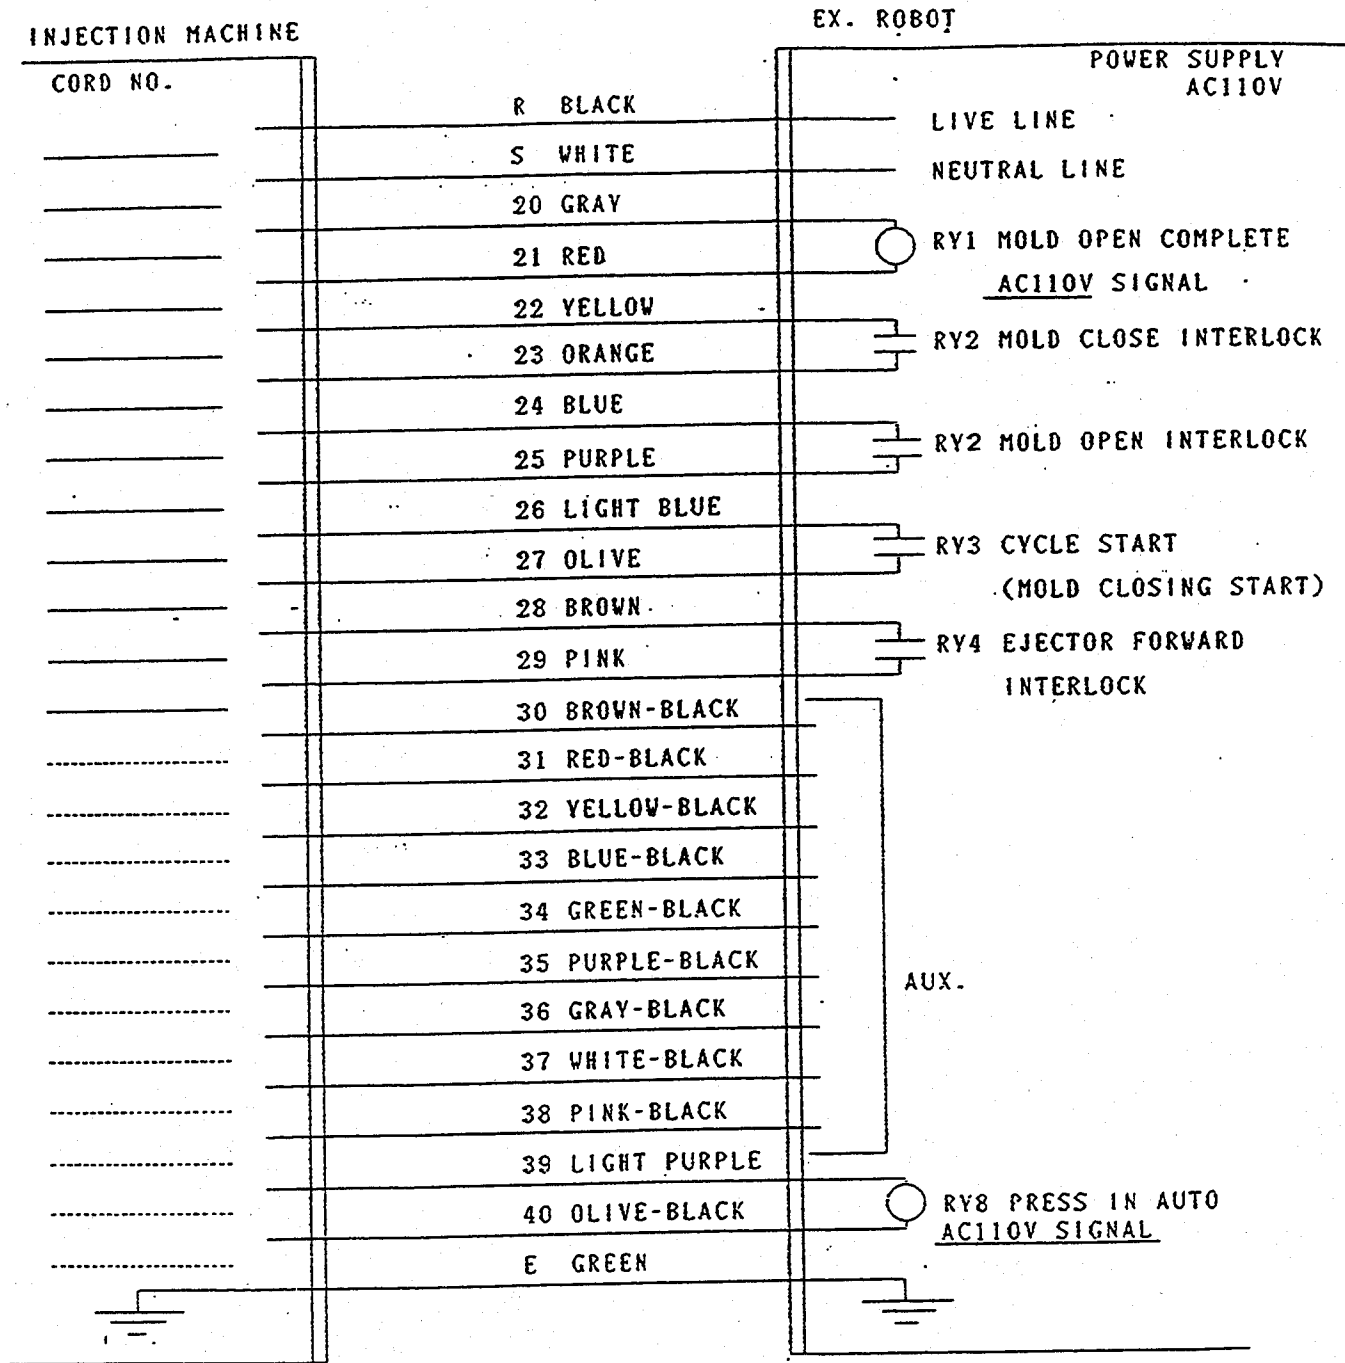 INJECTION MACHINE
EX. ROBOT
CORD NO.
POWER SUPPLY
AC110V
R BLACK
LIVE LINE
S WHITE
NEUTRAL LINE
20 GRAY
21 RED
RY1 MOLD OPEN COMPLETE
AC110V SIGNAL
22 YELLOW
23 ORANGE
RY2 MOLD CLOSE INTERLOCK
24 BLUE
25 PURPLE
RY2 MOLD OPEN INTERLOCK
26 LIGHT BLUE
27 OLIVE
RY3 CYCLE START
(MOLD CLOSING START)
28 BROWN
29 PINK
RY4 EJECTOR FORWARD
INTERLOCK
30 BROWN-BLACK
31 RED-BLACK
32 YELLOW-BLACK
33 BLUE-BLACK
34 GREEN-BLACK
35 PURPLE-BLACK
AUX.
36 GRAY-BLACK
37 WHITE-BLACK
38 PINK-BLACK
39 LIGHT PURPLE
40 OLIVE-BLACK
RY8 PRESS IN AUTO
AC110V SIGNAL
E GREEN